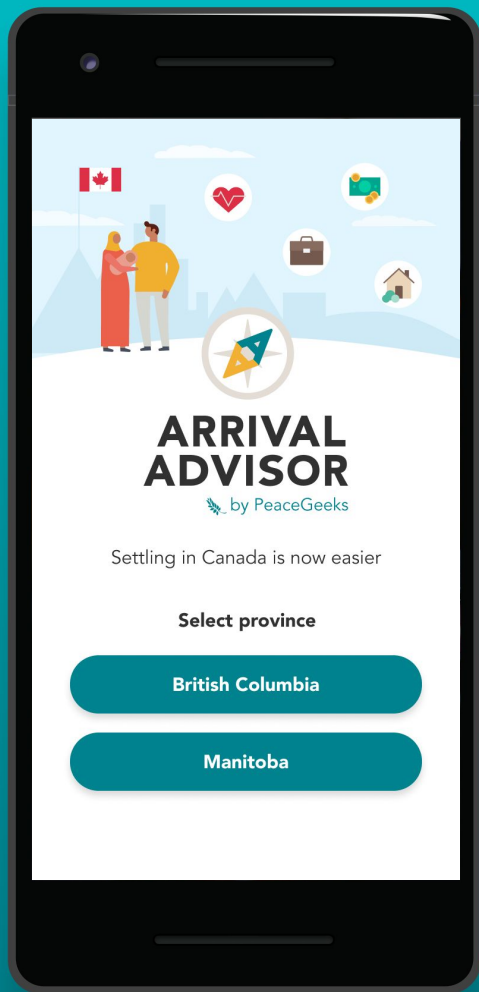 ARRIVAL
ADVISOR
by PeaceGeeks
Settling in Canada is now easier
Select province
British Columbia
Manitoba